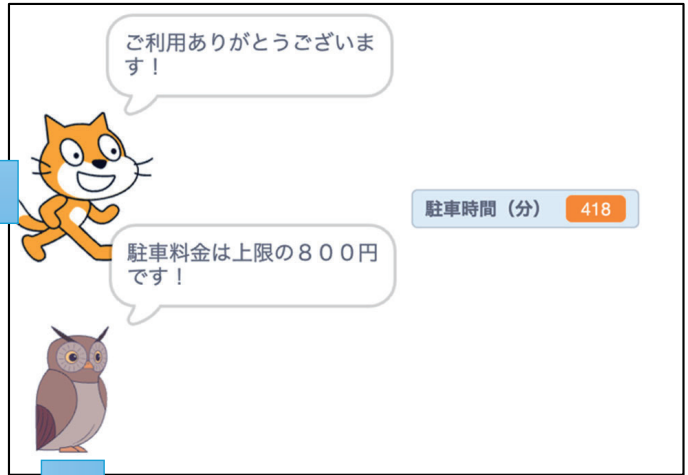 ご利用ありがとうございま
す！
駐車時間（分） 418
駐車料金は上限の８００円
です！